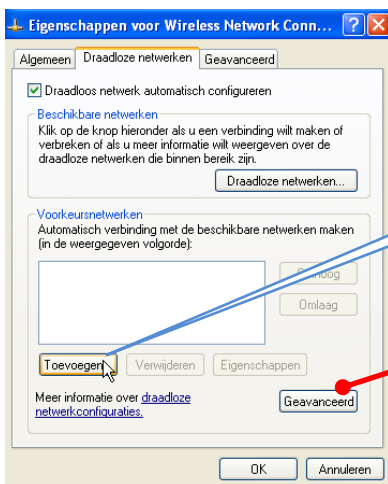 Eigenschappen voor Wireless Network Conn...
Algemeen Draadloze netwerken Geavanceerd
Draadloos netwerk automatisch configureren
Beschikbare netwerken
Klik op de knop hieronder als u een verbinding wilt maken of
verbreken of als u meer informatie wilt weergeven over de
draadloze netwerken die binnen bereik zijn.
Draadloze netwerken...
Voorkeursnetwerken
Automatisch verbinding met de beschikbare netwerken maken
(in de weergegeven volgorde):
Omlaag
Toevoegen Verwijderen Eigenschappen
Meer informatie over draadloze
netwerkconfiguraties.
Geavanceerd
OK Annuleren